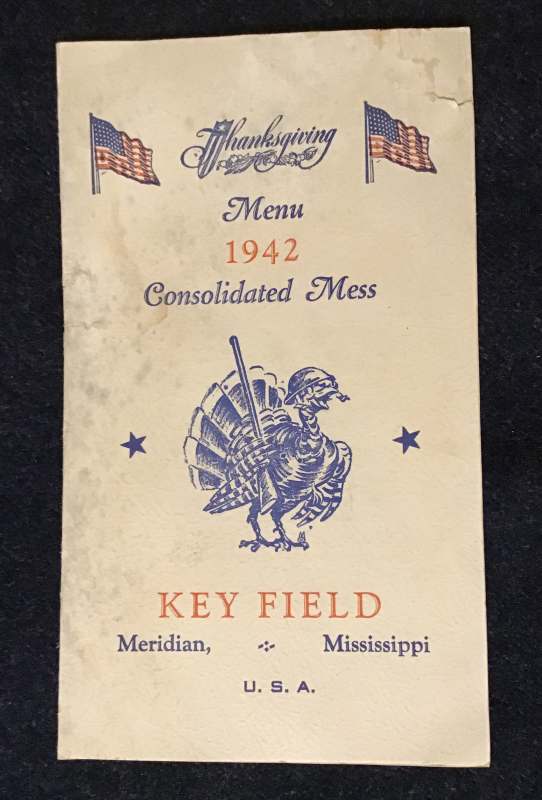 Thanksgiving
Menu
1942
Consolidated Mess
KEY FIELD
Meridian, Mississippi
U. S. A.